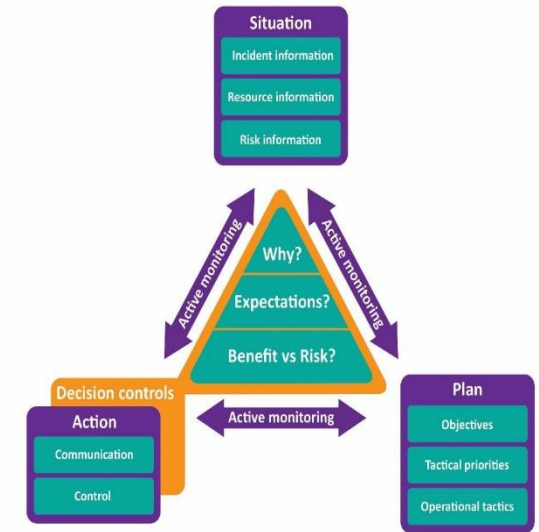 Situation
Incident information
Resource information
Risk information
Active monitoring
Active monitoring
Why?
Expectations?
Benefit vs Risk?
Decision controls
Action
Communication
Control
Active monitoring
Plan
Objectives
Tactical priorities
Operational tactics